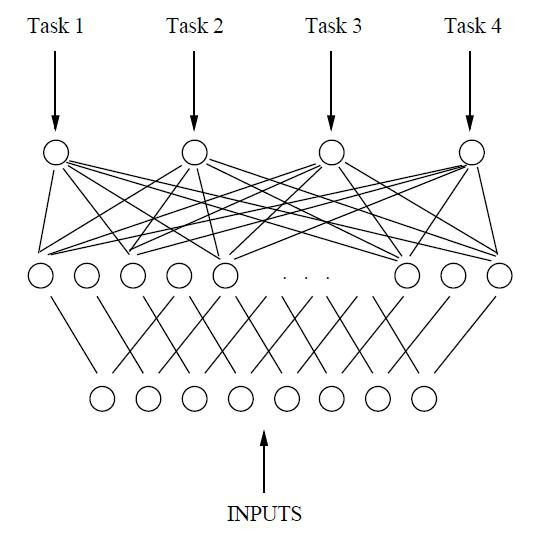 Task 1 Task 2 Task 3 Task 4
. . .
INPUTS